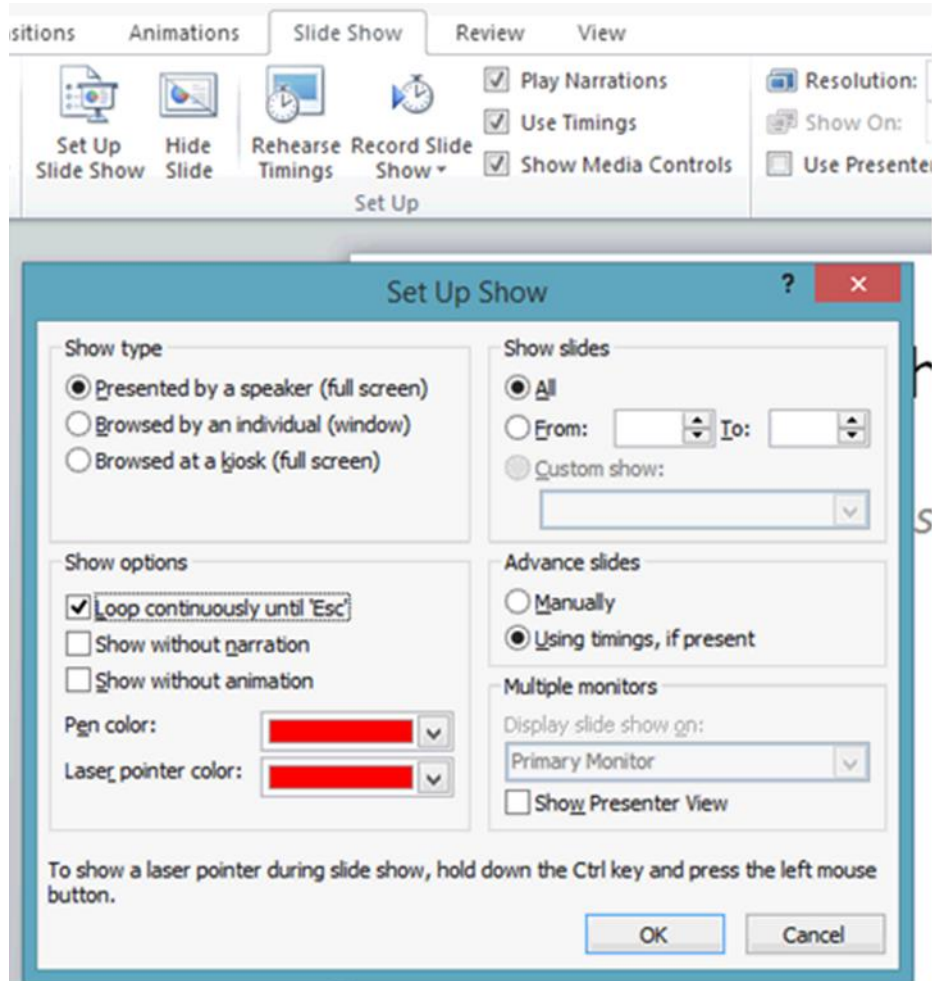 sitions Animations Slide Show Review View
Set Up Slide Show
Hide Slide
Rehearse Timings
Record Slide Show
Play Narrations
Use Timings
Show Media Controls
Resolution:
Show On:
Use Presente
Set Up
Set Up Show ?
Show type
Presented by a speaker (full screen)
Browsed by an individual (window)
Browsed at a kiosk (full screen)
Show slides
All
From: To:
Custom show:
Show options
Loop continuously until 'Esc'
Show without narration
Show without animation
Pen color:
Laser pointer color:
Advance slides
Manually
Using timings, if present
Multiple monitors
Display slide show on:
Primary Monitor
Show Presenter View
To show a laser pointer during slide show, hold down the Ctrl key and press the left mouse
button.
OK Cancel